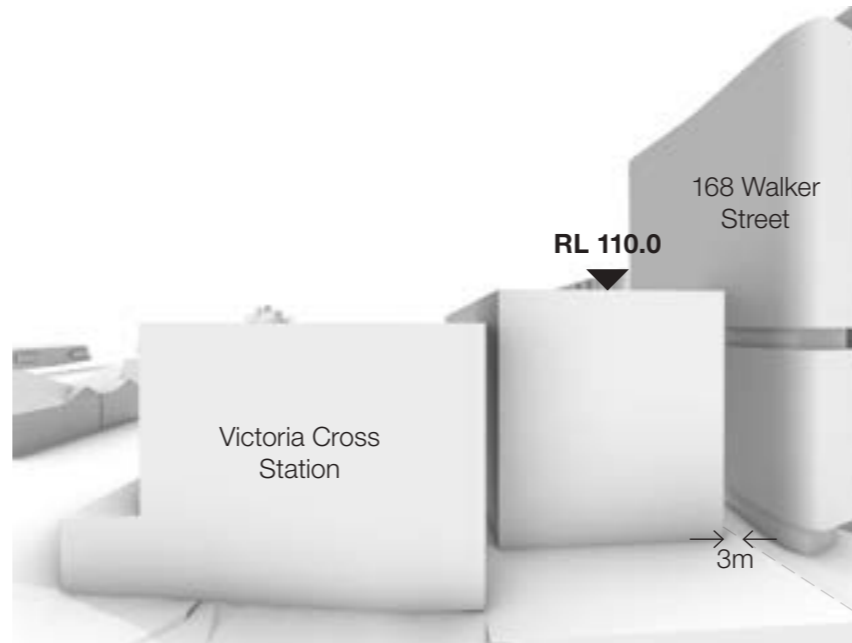 168 Walker
Street
RL 110.0
Victoria Cross
Station
3m